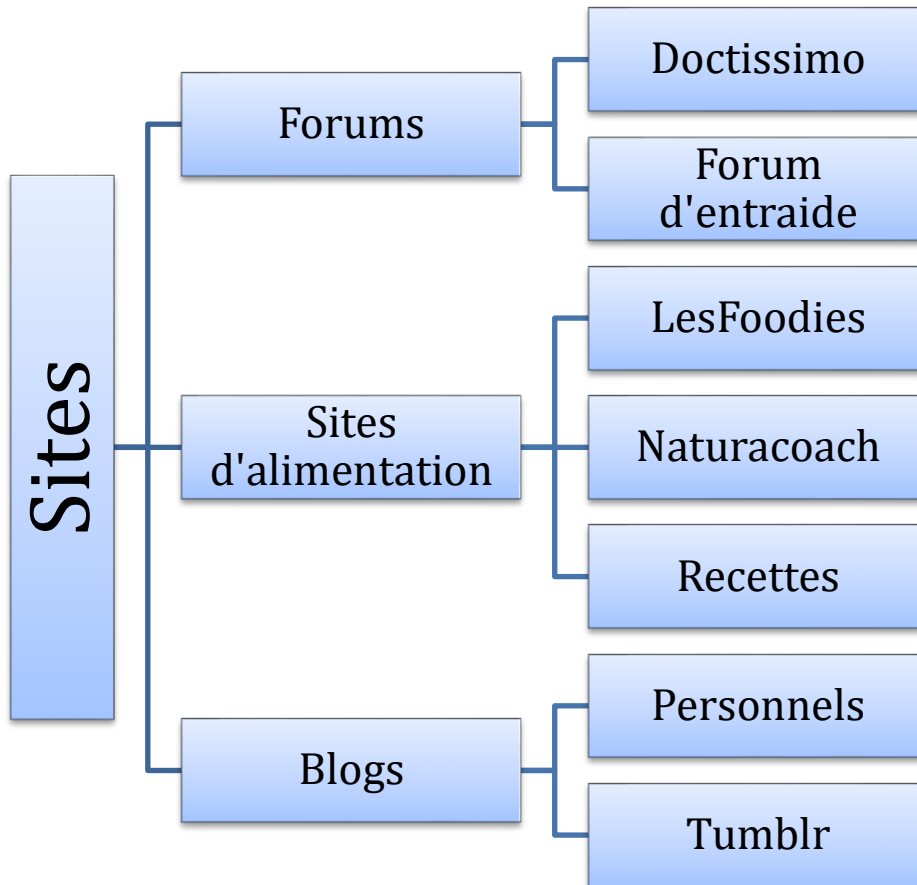 Sites
Forums
Doctissimo
Forum
d'entraide
Sites
d'alimentation
LesFoodies
Naturacoach
Recettes
Blogs
Personnels
Tumblr